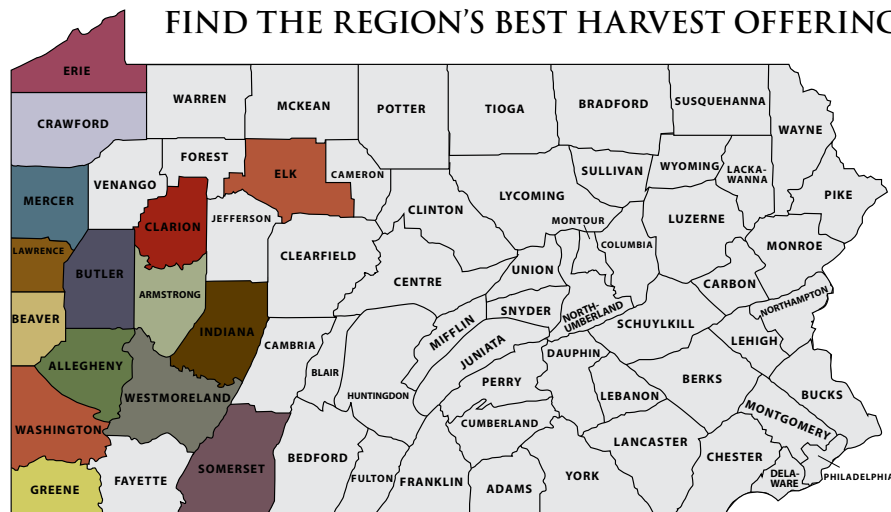 FIND THE REGION'S BEST HARVEST OFFERING
ERIE
WARREN
MCKEAN
POTTER
TIOGA
BRADFORD
SUSQUEHANNA
CRAWFORD
WAYNE
FOREST
VENANGO
ELK
CAMERON
SULLIVAN
WYOMING
LACKA-
WANNA
MERCER
PIKE
CLARION
JEFFERSON
CLINTON
LYCOMING
MONTOUR
LUZERNE
LAWRENCE
BUTLER
CLEARFIELD
COLUMBIA
MONROE
ARMSTRONG
CENTRE
UNION
CARBON
BEAVER
INDIANA
SNYDER
NORTH-
UMBERLAND
NORTHAMPTON
MIFFLIN
SCHUYLKILL
CAMBRIA
LEHIGH
ALLEGHENY
BLAIR
JUNIATA
DAUPHIN
WESTMORELAND
HUNTINGDON
PERRY
LEBANON
BERKS
BUCKS
WASHINGTON
CUMBERLAND
MONTGOMERY
LANCASTER
SOMERSET
BEDFORD
CHESTER
GREENE
FAYETTE
FULTON
FRANKLIN
ADAMS
YORK
DELA-
WARE
PHILADELPHIA